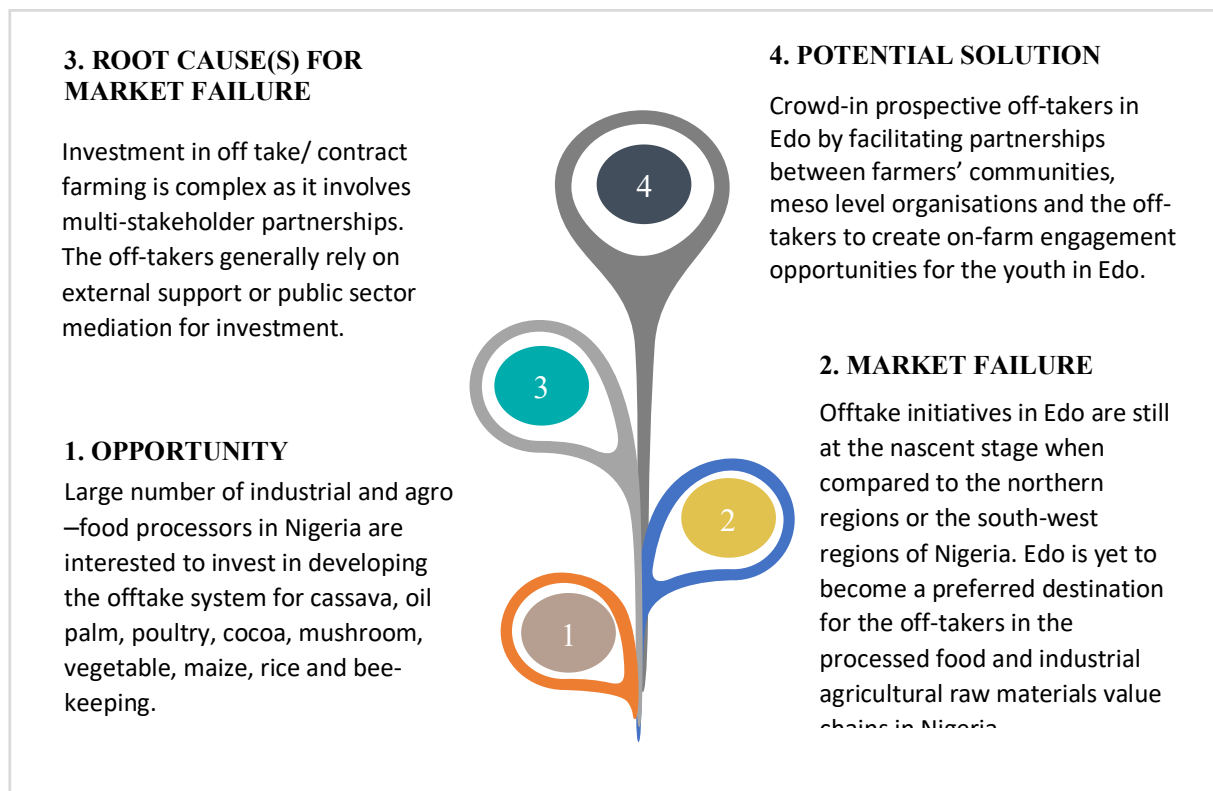 3. ROOT CAUSE(S) FOR
MARKET FAILURE
Investment in off take/ contract
farming is complex as it involves
multi-stakeholder partnerships.
The off-takers generally rely on
external support or public sector
mediation for investment.
4. POTENTIAL SOLUTION
Crowd-in prospective off-takers in
Edo by facilitating partnerships
between farmers’ communities,
meso level organisations and the off-
takers to create on-farm engagement
opportunities for the youth in Edo.
4
3
2
1
1. OPPORTUNITY
Large number of industrial and agro
–food processors in Nigeria are
interested to invest in developing
the offtake system for cassava, oil
palm, poultry, cocoa, mushroom,
vegetable, maize, rice and bee-
keeping.
2. MARKET FAILURE
Offtake initiatives in Edo are still
at the nascent stage when
compared to the northern
regions or the south-west
regions of Nigeria. Edo is yet to
become a preferred destination
for the off-takers in the
processed food and industrial
agricultural raw materials value
chains in Nigeria